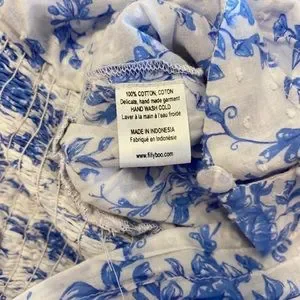 100% COTTON, COTON
Delicate, hand made garment
HAND WASH COLD
Laver à la main à l'eau froide
MADE IN INDONESIA
Fabriqué en Indonésie
www.fillyboo.com